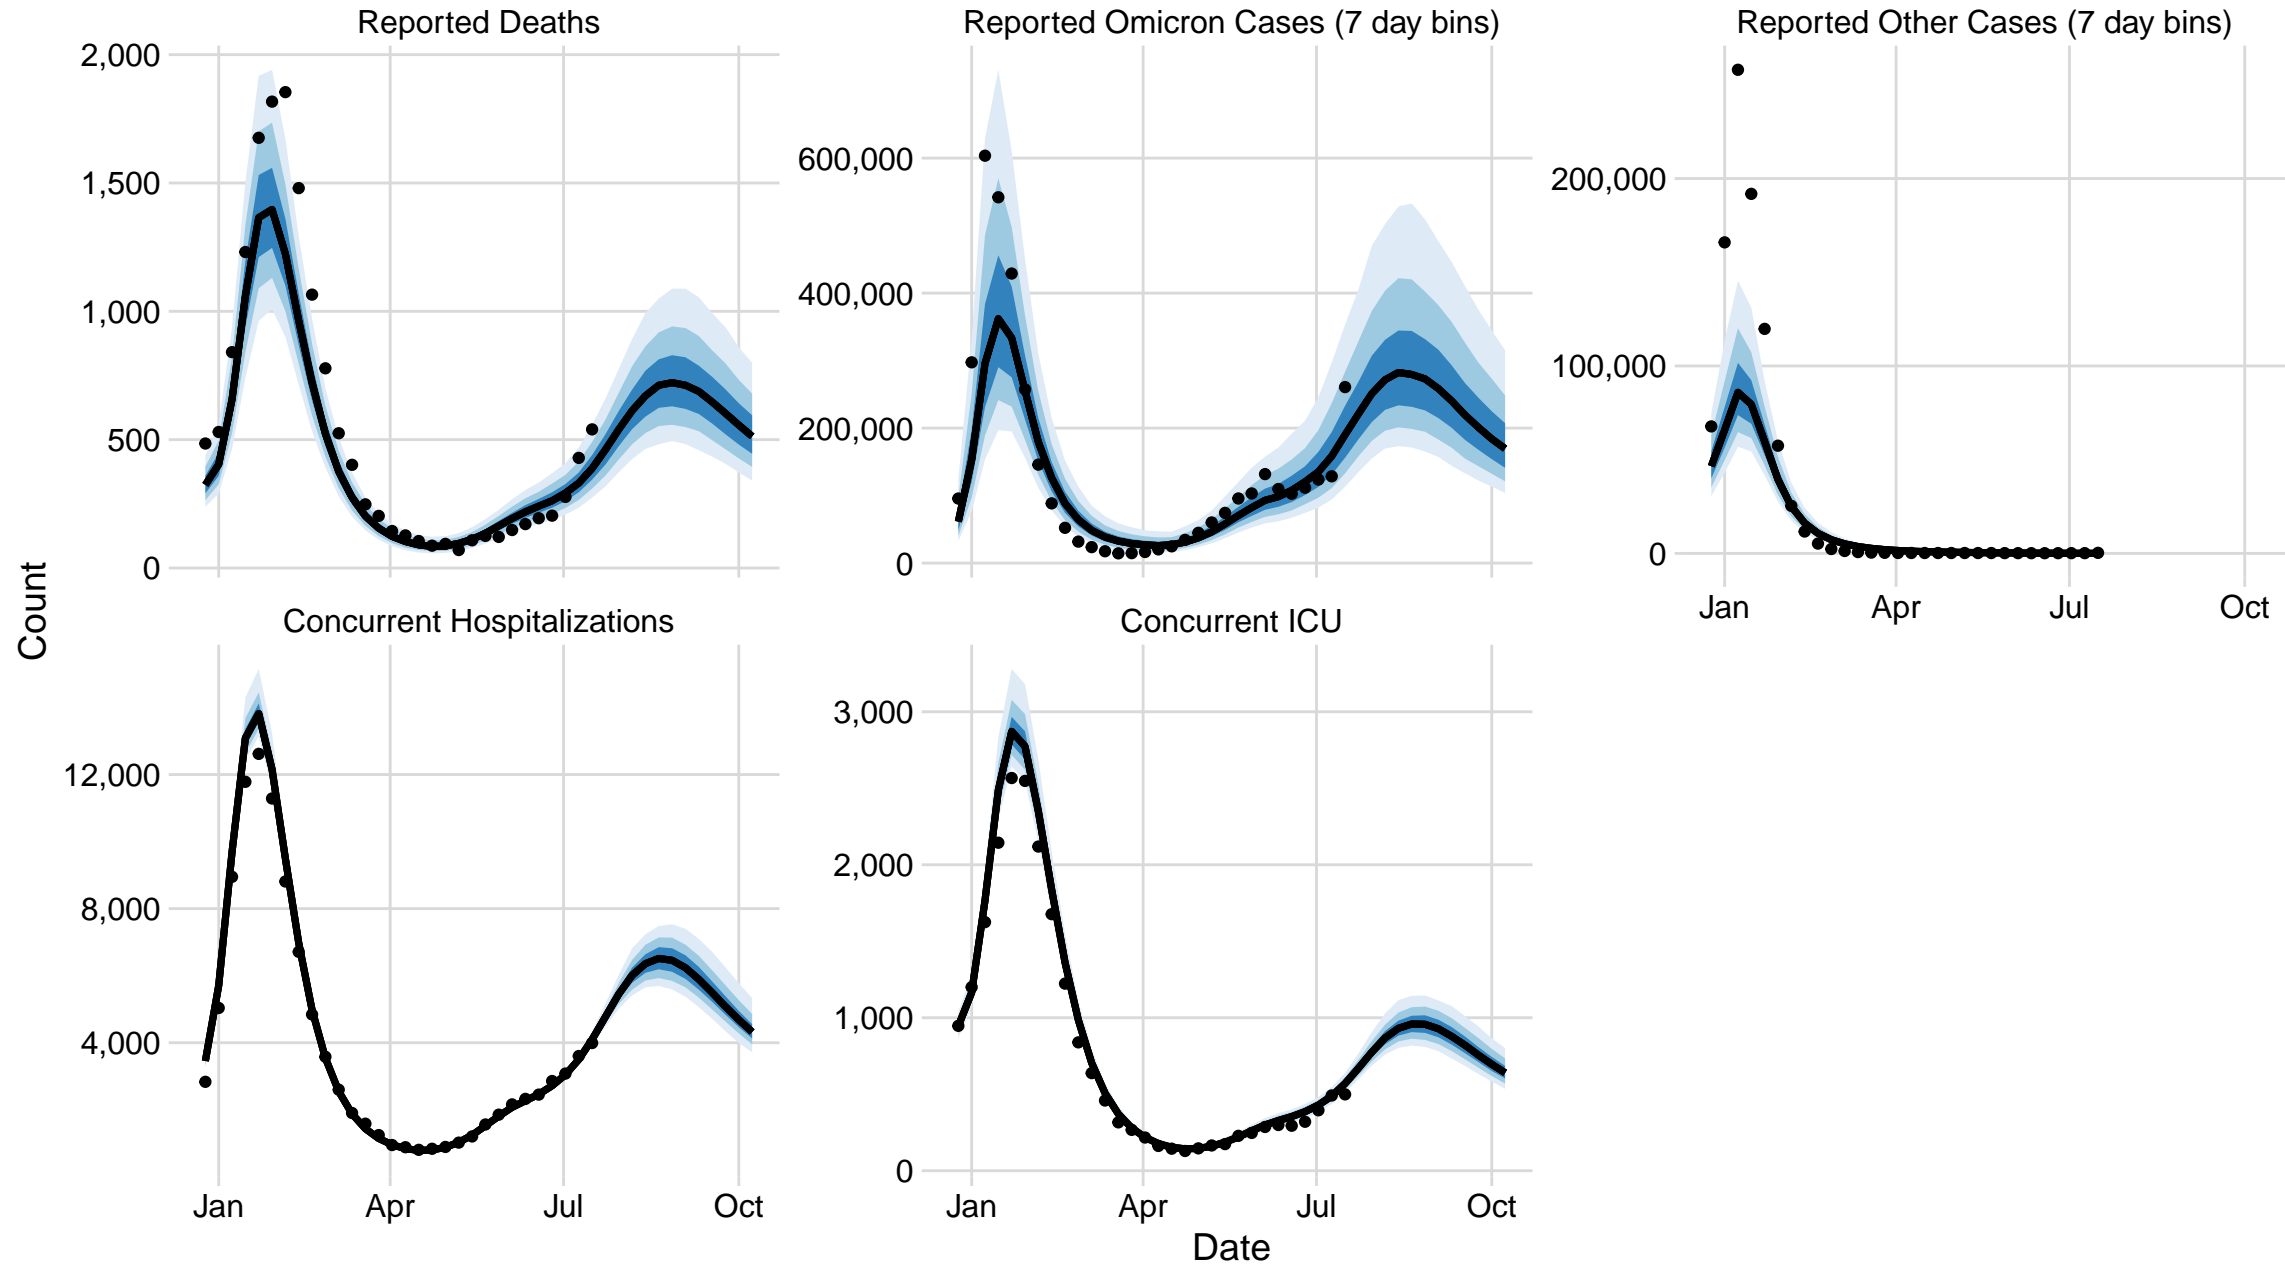 Reported Deaths
Reported Omicron Cases (7 day bins)
Reported Other Cases (7 day bins)
2,000
1,500
1,000
500
0
600,000
400,000
200,000
0
200,000
100,000
0
Jan Apr Jul Oct
Count
Concurrent Hospitalizations
Concurrent ICU
12,000
8,000
4,000
3,000
2,000
1,000
0
Jan Apr Jul Oct
Jan Apr Jul Oct
Date